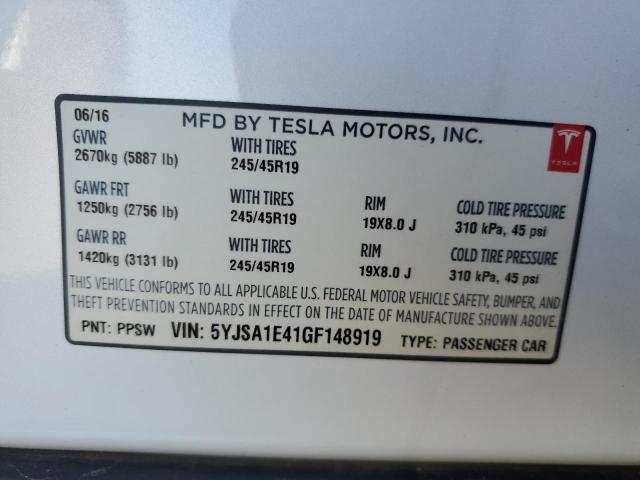 06/16 MFD BY TESLA MOTORS, INC.
TESLA
GVWR WITH TIRES
2670kg (5887 lb) 245/45R19
GAWR FRT WITH TIRES RIM COLD TIRE PRESSURE
1250kg (2756 lb) 245/45R19 19X8.0 J 310 kPa, 45 psi
GAWR RR WITH TIRES RIM COLD TIRE PRESSURE
1420kg (3131 lb) 245/45R19 19X8.0 J 310 kPa, 45 psi
THIS VEHICLE CONFORMS TO ALL APPLICABLE U.S. FEDERAL MOTOR VEHICLE SAFETY, BUMPER, AND
THEFT PREVENTION STANDARDS IN EFFECT ON THE DATE OF MANUFACTURE SHOWN ABOVE.
PNT: PPSW VIN: 5YJSA1E41GF148919 TYPE: PASSENGER CAR